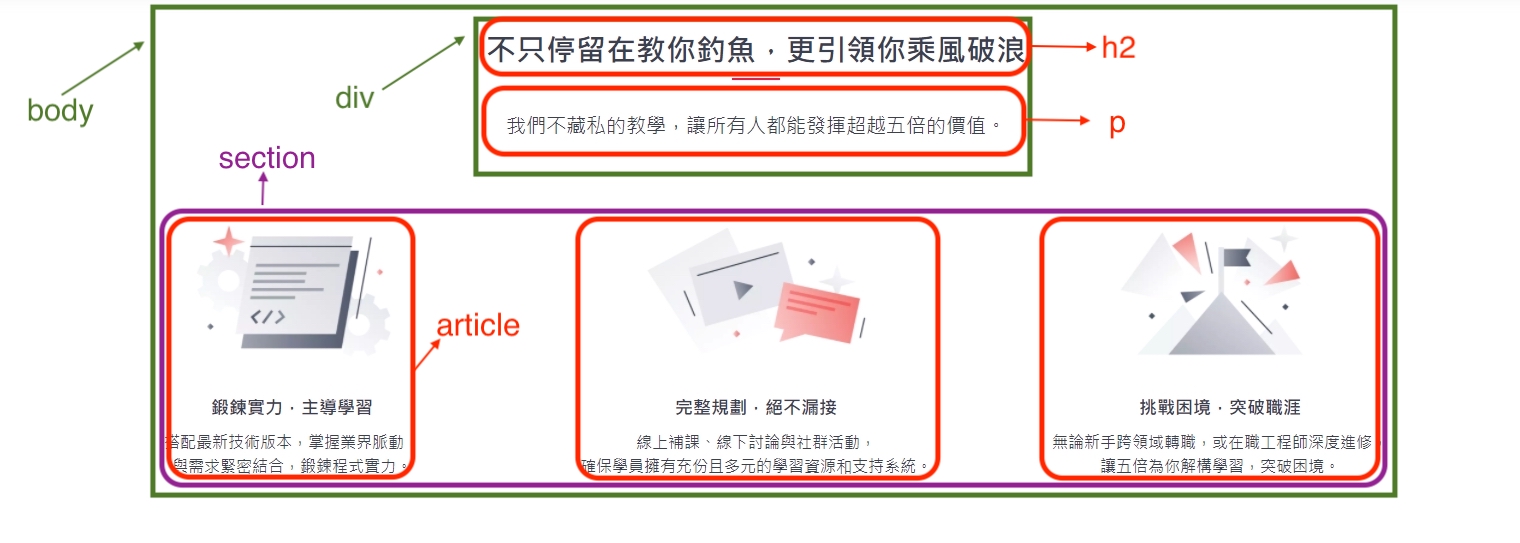 不只停留在教你釣魚，更引領你乘風破浪
h2
div
body
我們不藏私的教學，讓所有人都能發揮超越五倍的價值。
p
section
</>
article
鍛鍊實力．主導學習
搭配最新技術版本，掌握業界脈動
與需求緊密結合，鍛鍊程式實力。
完整規劃．絕不漏接
線上補課、線下討論與社群活動，
確保學員擁有充份且多元的學習資源和支持系統。
挑戰困境．突破職涯
無論新手跨領域轉職，或在職工程師深度進修，
讓五倍為你解構學習，突破困境。